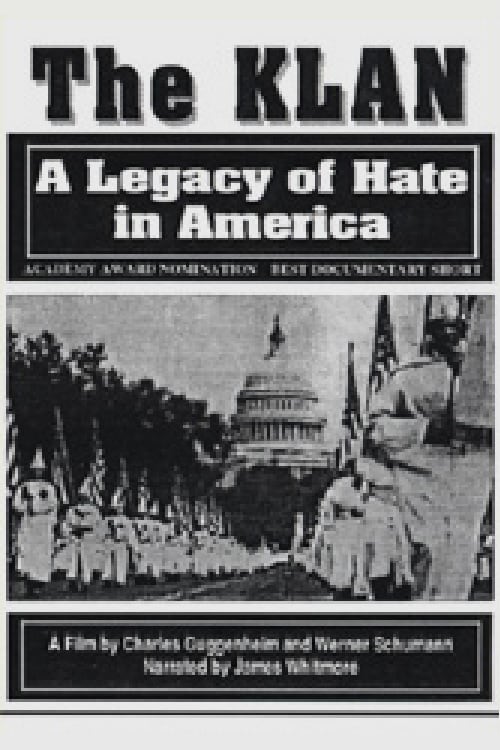 The KLAN
A Legacy of Hate
in America
ACADEMY AWARD NOMINATION BEST DOCUMENTARY SHORT
A Film by Charles Guggenheim and Werner Schumann
Narrated by James Whitmore